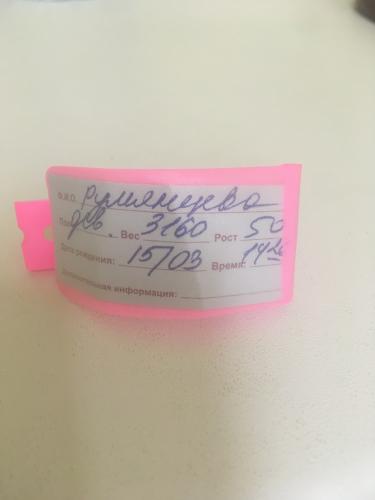 Ф.И.О. Румянцева
Пол: дев. Вес 3160 Рост 50
Дата рождения: 15/03 Время: 14
Дополнительная информация: